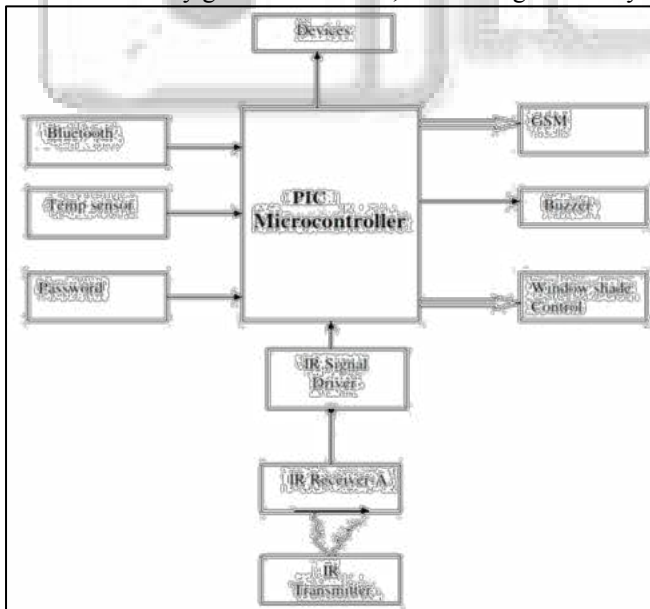 Devices
Bluetooth
GSM
Temp sensor
PIC
Microcontroller
Buzzer
Password
Window shade
Control
IR Signal
Driver
IR Receiver-A
IR
Transmitter